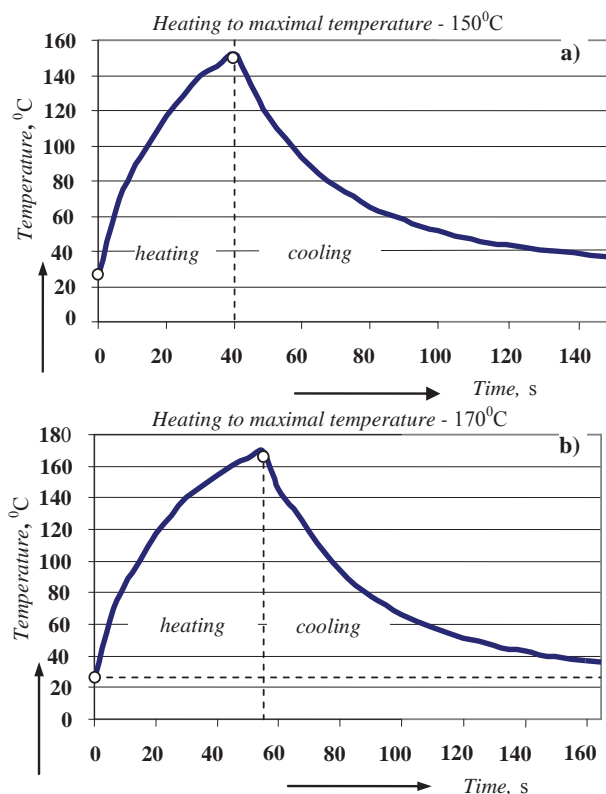 Heating to maximal temperature - 150⁰C
a)
Temperature, ⁰C
160
140
120
100
80
60
40
20
0
heating
cooling
0 20 40 60 80 100 120 140
Time, s
Heating to maximal temperature - 170⁰C
b)
Temperature, ⁰C
180
160
140
120
100
80
60
40
20
0
heating
cooling
0 20 40 60 80 100 120 140 160
Time, s